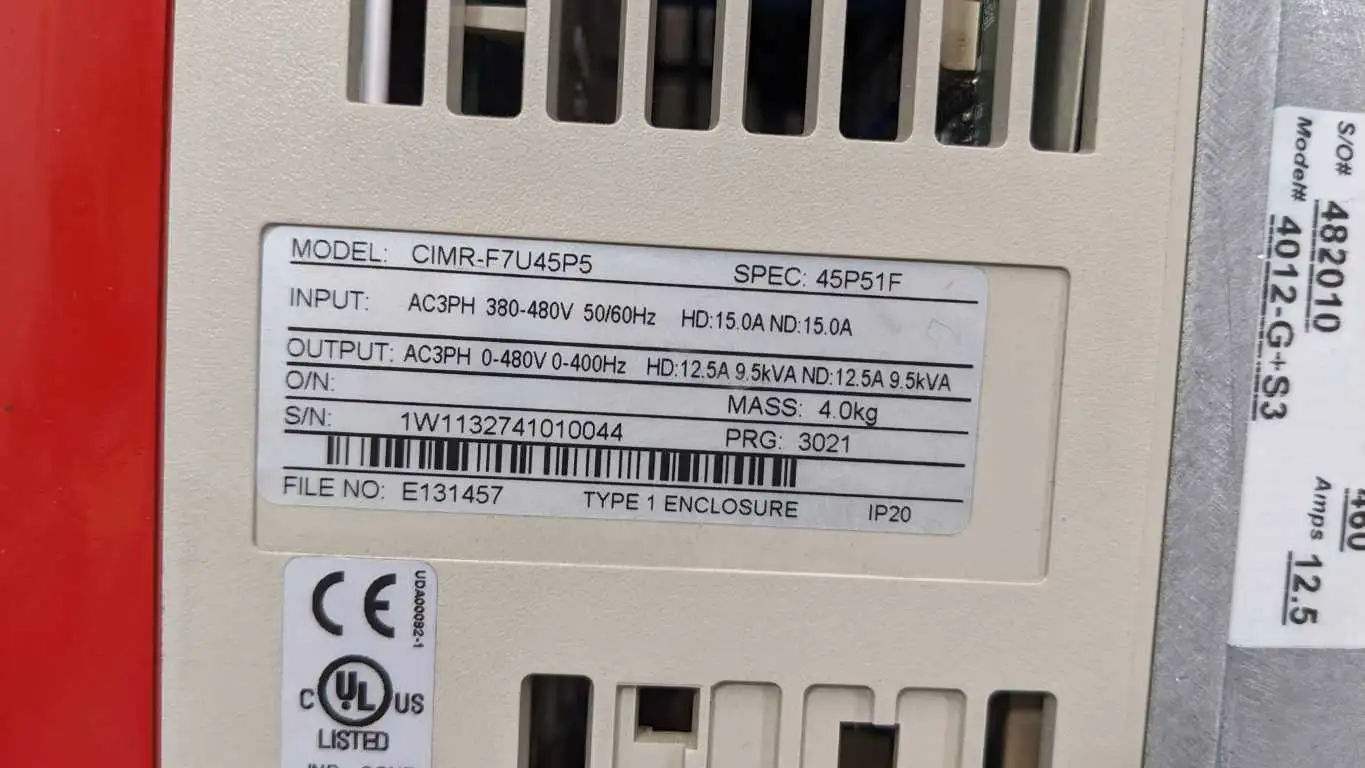 MODEL: CIMR-F7U45P5 SPEC: 45P51F
INPUT: AC3PH 380-480V 50/60Hz HD:15.0A ND:15.0A
OUTPUT: AC3PH 0-480V 0-400Hz HD:12.5A 9.5kVA ND:12.5A 9.5kVA
O/N: MASS: 4.0kg
S/N: 1W1132741010044 PRG: 3021
FILE NO: E131457 TYPE 1 ENCLOSURE IP20
CE
UDA00092-1
C UL US
LISTED
S/O# 482010
Model# 4012-G+S3
460
Amps 12.5